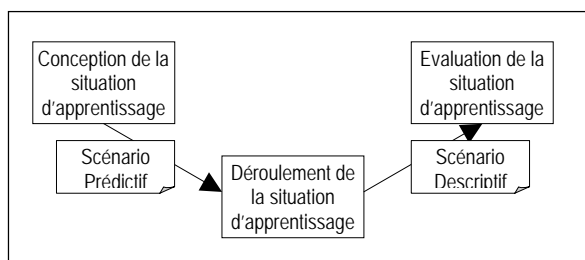 Conception de la
situation
d'apprentissage
Evaluation de la
situation
d'apprentissage
Scénario
Prédictif
Déroulement de
la situation
d'apprentissage
Scénario
Descriptif